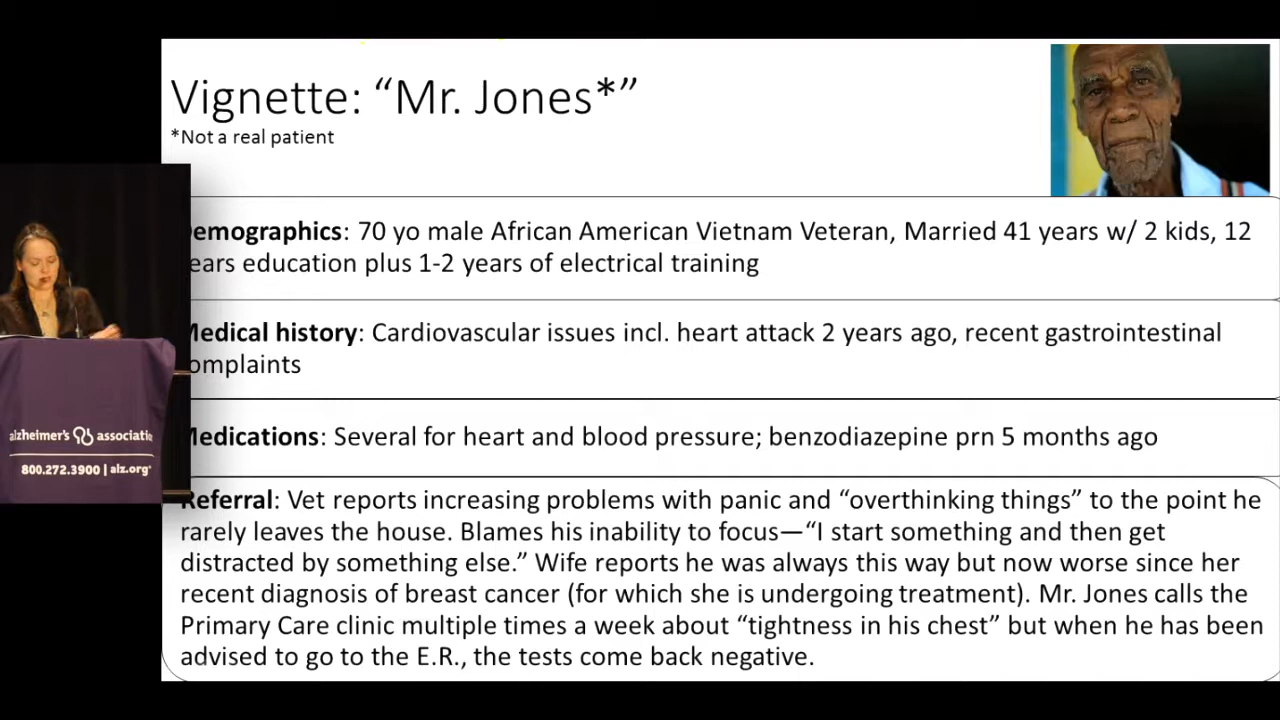 Vignette: “Mr. Jones*”
*Not a real patient
emographics: 70 yo male African American Vietnam Veteran, Married 41 years w/ 2 kids, 12
ears education plus 1-2 years of electrical training
Medical history: Cardiovascular issues incl. heart attack 2 years ago, recent gastrointestinal
omplaints
Medications: Several for heart and blood pressure; benzodiazepine prn 5 months ago
Referral: Vet reports increasing problems with panic and “overthinking things” to the point he
rarely leaves the house. Blames his inability to focus—“I start something and then get
distracted by something else.” Wife reports he was always this way but now worse since her
recent diagnosis of breast cancer (for which she is undergoing treatment). Mr. Jones calls the
Primary Care clinic multiple times a week about “tightness in his chest” but when he has been
advised to go to the E.R., the tests come back negative.
alzheimer's associatio
800.272.3900 | alz.org®